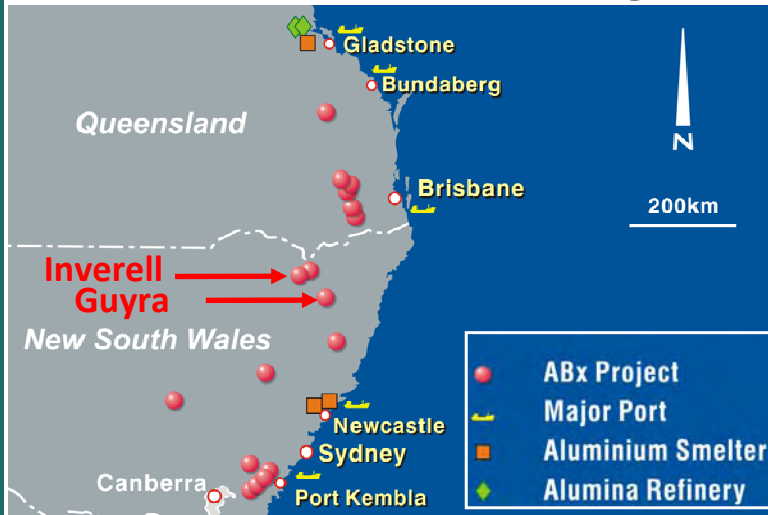 Gladstone
Bundaberg
Queensland
Brisbane
N
200km
Inverell
Guyra
New South Wales
ABx Project
Major Port
Aluminium Smelter
Alumina Refinery
Newcastle
Sydney
Canberra
Port Kembla